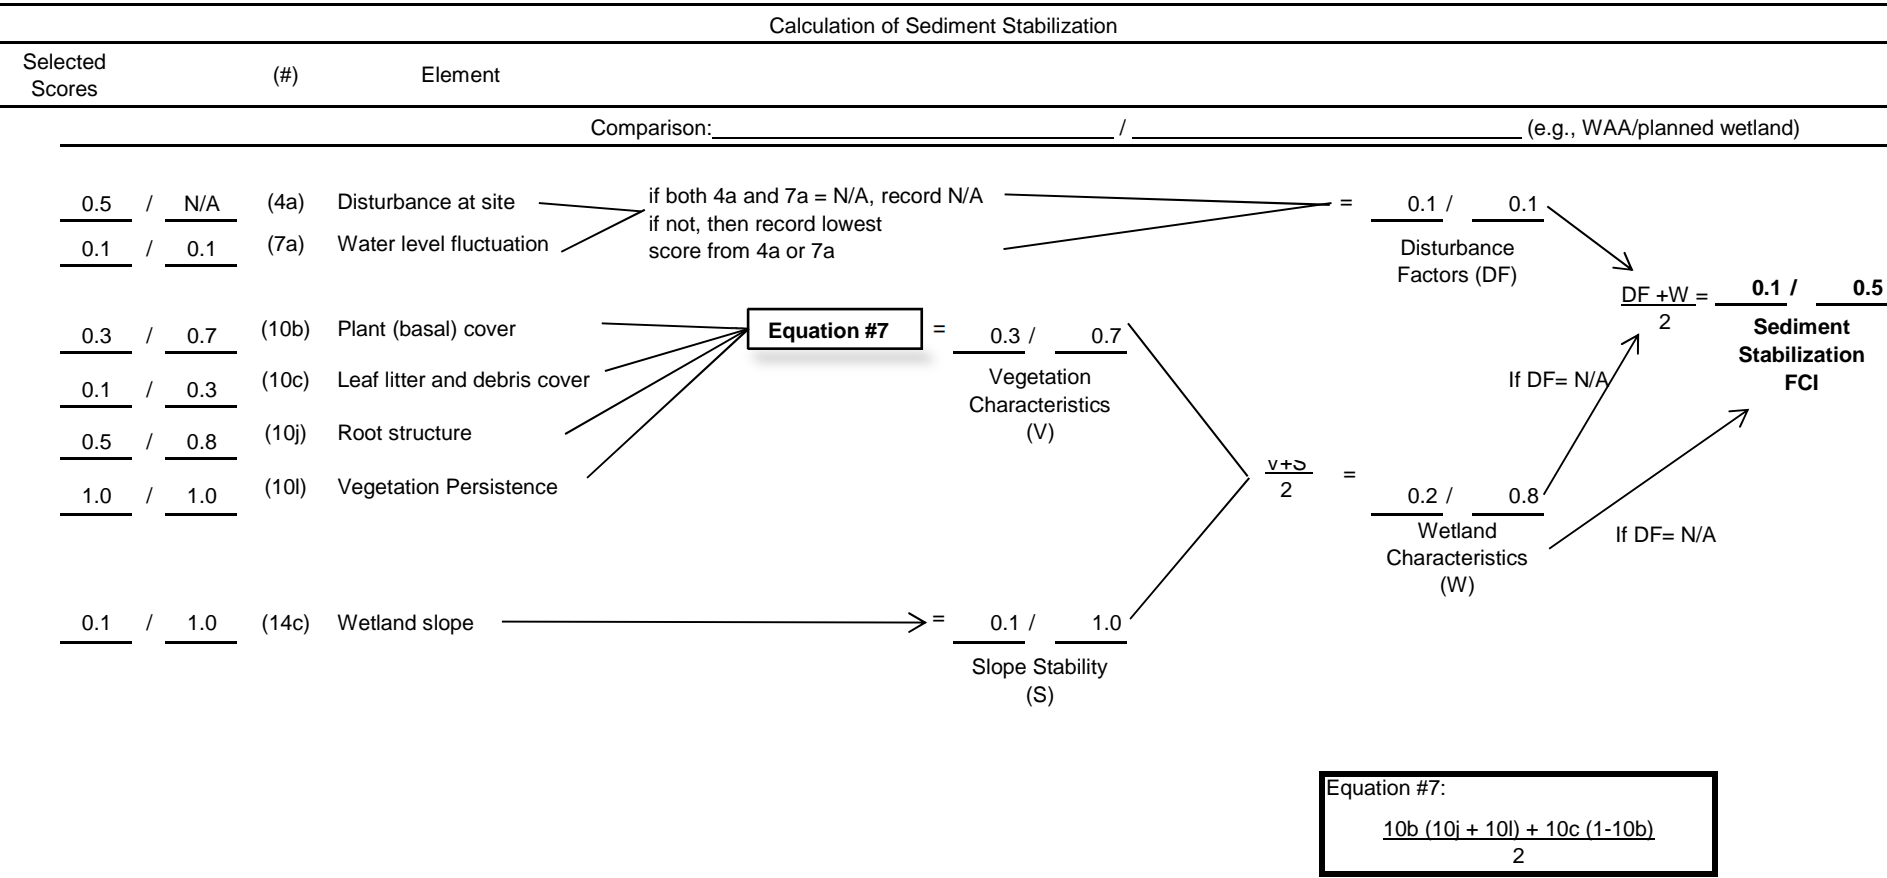 Calculation of Sediment Stabilization
Selected
Scores
(#)
Element
Comparison: / (e.g., WAA/planned wetland)
0.5 / N/A (4a) Disturbance at site
0.1 / 0.1 (7a) Water level fluctuation
if both 4a and 7a = N/A, record N/A
if not, then record lowest
score from 4a or 7a
= 0.1 / 0.1
Disturbance
Factors (DF)
DF +W = 0.1 / 0.5
2
Sediment
Stabilization
FCI
0.3 / 0.7 (10b) Plant (basal) cover
0.1 / 0.3 (10c) Leaf litter and debris cover
0.5 / 0.8 (10j) Root structure
1.0 / 1.0 (10l) Vegetation Persistence
Equation #7 = 0.3 / 0.7
Vegetation
Characteristics
(V)
If DF= N/A
V+S
2
= 0.2 / 0.8
Wetland
Characteristics
(W)
If DF= N/A
0.1 / 1.0 (14c) Wetland slope = 0.1 / 1.0
Slope Stability
(S)
Equation #7:
10b (10j + 10l) + 10c (1-10b)
2